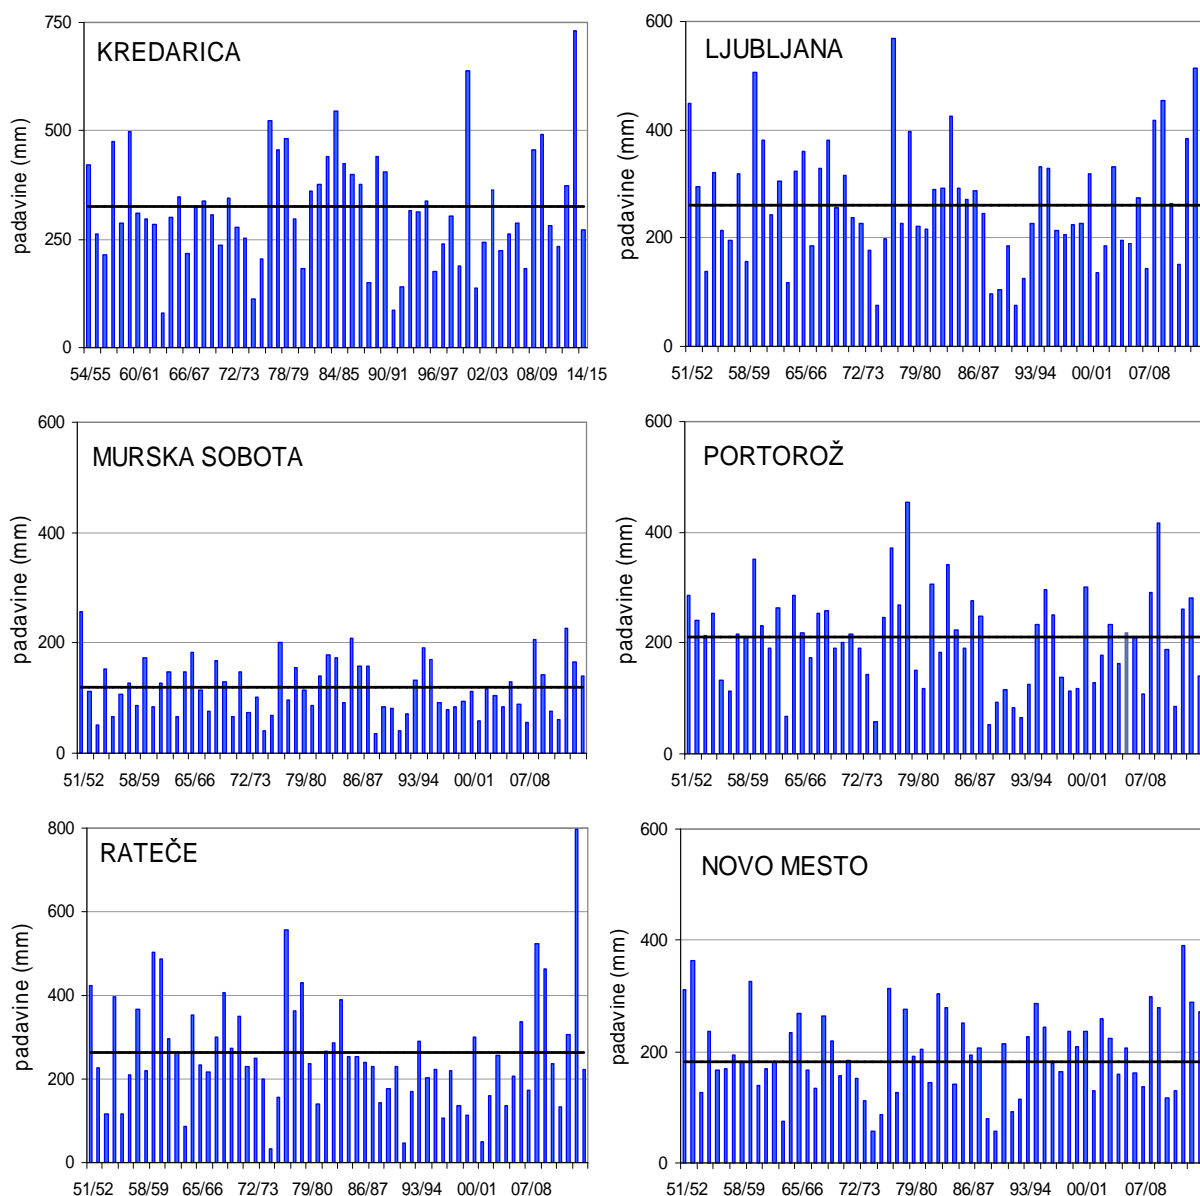 KREDARICA
padavine (mm)
750
500
250
0
54/55 60/61 66/67 72/73 78/79 84/85 90/91 96/97 02/03 08/09 14/15
LJUBLJANA
padavine (mm)
600
400
200
0
51/52 58/59 65/66 72/73 79/80 86/87 93/94 00/01 07/08
MURSKA SOBOTA
padavine (mm)
600
400
200
0
51/52 58/59 65/66 72/73 79/80 86/87 93/94 00/01 07/08
PORTOROŽ
padavine (mm)
600
400
200
0
51/52 58/59 65/66 72/73 79/80 86/87 93/94 00/01 07/08
RATEČE
padavine (mm)
800
600
400
200
0
51/52 58/59 65/66 72/73 79/80 86/87 93/94 00/01 07/08
NOVO MESTO
padavine (mm)
600
400
200
0
51/52 58/59 65/66 72/73 79/80 86/87 93/94 00/01 07/08